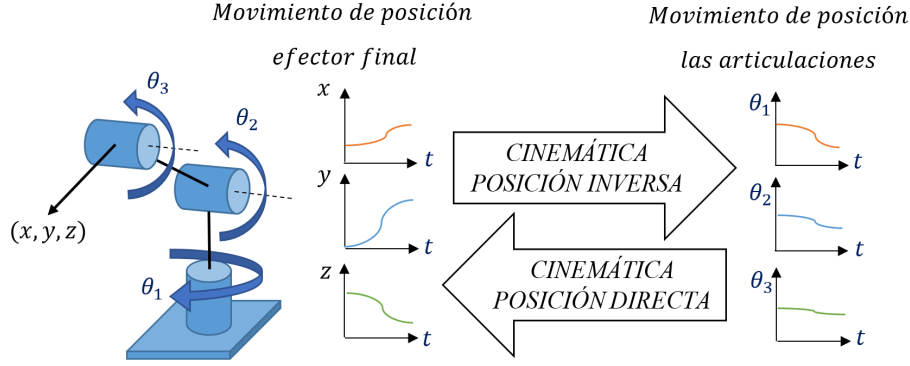 Movimiento de posición
efector final
Movimiento de posición
las articulaciones
θ₃
θ₂
(x, y, z)
θ₁
x
t
y
t
z
t
CINEMÁTICA
POSICIÓN INVERSA
CINEMÁTICA
POSICIÓN DIRECTA
θ₁
t
θ₂
t
θ₃
t